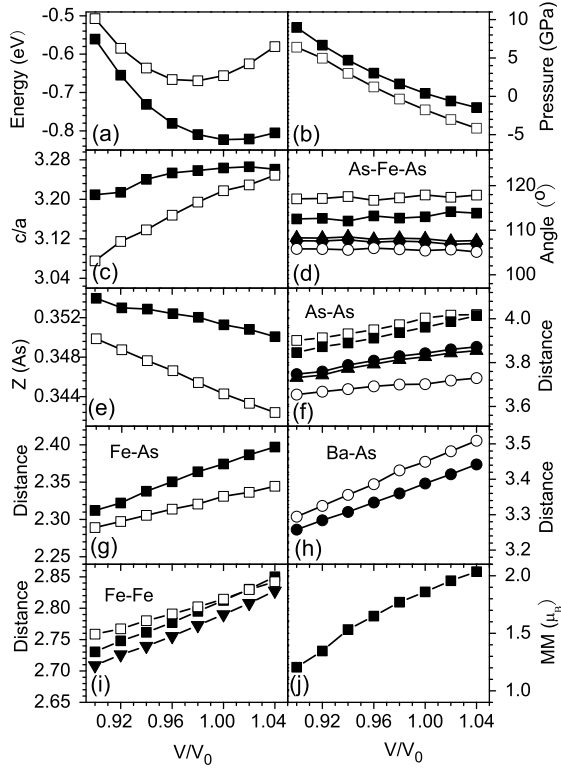 -0.5
-0.6
-0.7
-0.8
Energy (eV)
(a)
10
5
0
-5
Pressure (GPa)
(b)
3.28
3.20
3.12
3.04
c/a
(c)
As-Fe-As
120
110
100
Angle (°)
(d)
0.352
0.348
0.344
Z (As)
(e)
As-As
4.0
3.8
3.6
Distance
(f)
2.40
2.35
2.30
2.25
Distance
Fe-As
(g)
Ba-As
3.5
3.4
3.3
3.2
Distance
(h)
2.85
2.80
2.75
2.70
2.65
Distance
Fe-Fe
(i)
2.0
1.5
1.0
MM (μB)
(j)
0.92 0.96 1.00 1.04
V/V0
0.92 0.96 1.00 1.04
V/V0